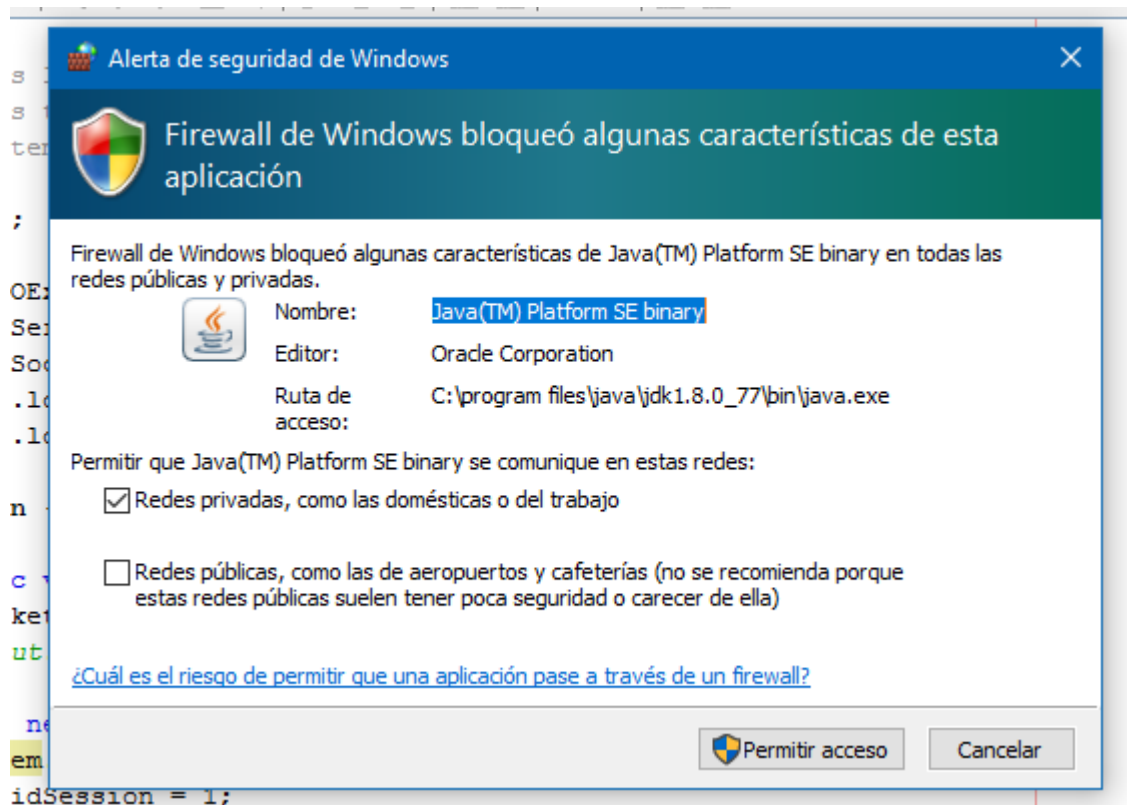 Alerta de seguridad de Windows
Firewall de Windows bloqueó algunas características de esta
aplicación
;
Firewall de Windows bloqueó algunas características de Java(TM) Platform SE binary en todas las
redes públicas y privadas.
Nombre: Java(TM) Platform SE binary
Editor: Oracle Corporation
Ruta de C:\program files\java\jdk1.8.0_77\bin\java.exe
acceso:
Permitir que Java(TM) Platform SE binary se comunique en estas redes:
Redes privadas, como las domésticas o del trabajo
Redes públicas, como las de aeropuertos y cafeterías (no se recomienda porque
estas redes públicas suelen tener poca seguridad o carecer de ella)
¿Cuál es el riesgo de permitir que una aplicación pase a través de un firewall?
Permitir acceso Cancelar
idSession = 1;